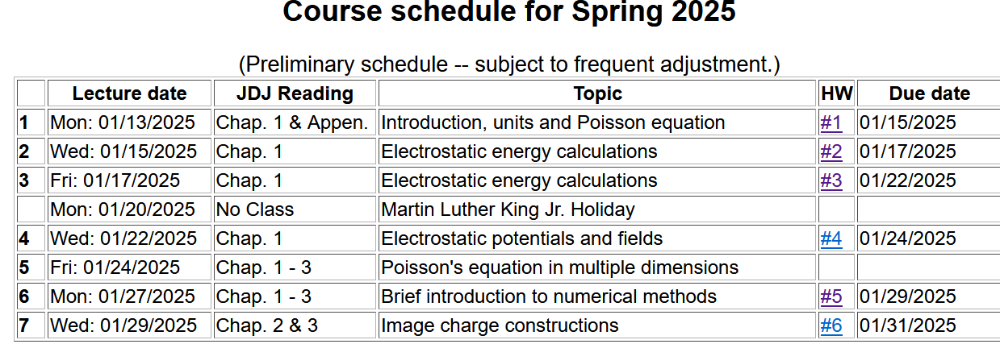 Course schedule for Spring 2025
(Preliminary schedule -- subject to frequent adjustment.)
Lecture date JDJ Reading Topic HW Due date
1 Mon: 01/13/2025 Chap. 1 & Appen. Introduction, units and Poisson equation #1 01/15/2025
2 Wed: 01/15/2025 Chap. 1 Electrostatic energy calculations #2 01/17/2025
3 Fri: 01/17/2025 Chap. 1 Electrostatic energy calculations #3 01/22/2025
Mon: 01/20/2025 No Class Martin Luther King Jr. Holiday
4 Wed: 01/22/2025 Chap. 1 Electrostatic potentials and fields #4 01/24/2025
5 Fri: 01/24/2025 Chap. 1 - 3 Poisson's equation in multiple dimensions
6 Mon: 01/27/2025 Chap. 1 - 3 Brief introduction to numerical methods #5 01/29/2025
7 Wed: 01/29/2025 Chap. 2 & 3 Image charge constructions #6 01/31/2025